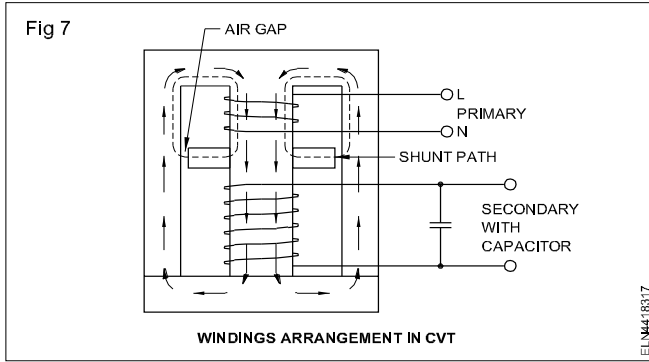 Fig 7
AIR GAP
L
PRIMARY
N
SHUNT PATH
SECONDARY
WITH
CAPACITOR
WINDINGS ARRANGEMENT IN CVT
ELN4418317